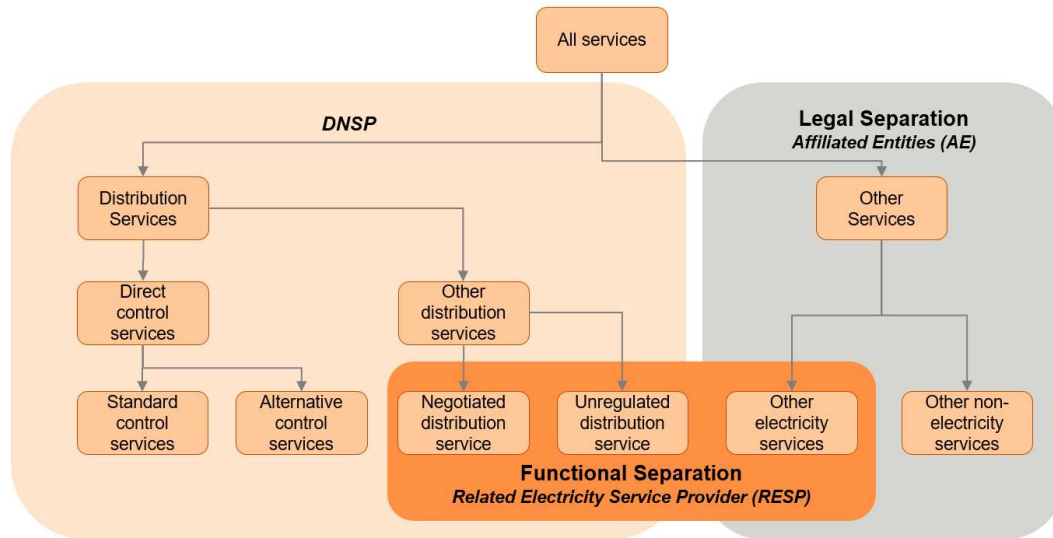 All services
DNSP
Legal Separation
Affiliated Entities (AE)
Distribution
Services
Other
Services
Direct
control
services
Other
distribution
services
Standard
control
services
Alternative
control
services
Negotiated
distribution
service
Unregulated
distribution
service
Other
electricity
services
Other non-
electricity
services
Functional Separation
Related Electricity Service Provider (RESP)